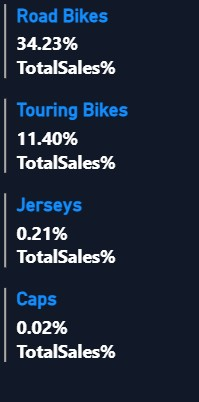 Road Bikes
34.23%
TotalSales%
Touring Bikes
11.40%
TotalSales%
Jerseys
0.21%
TotalSales%
Caps
0.02%
TotalSales%